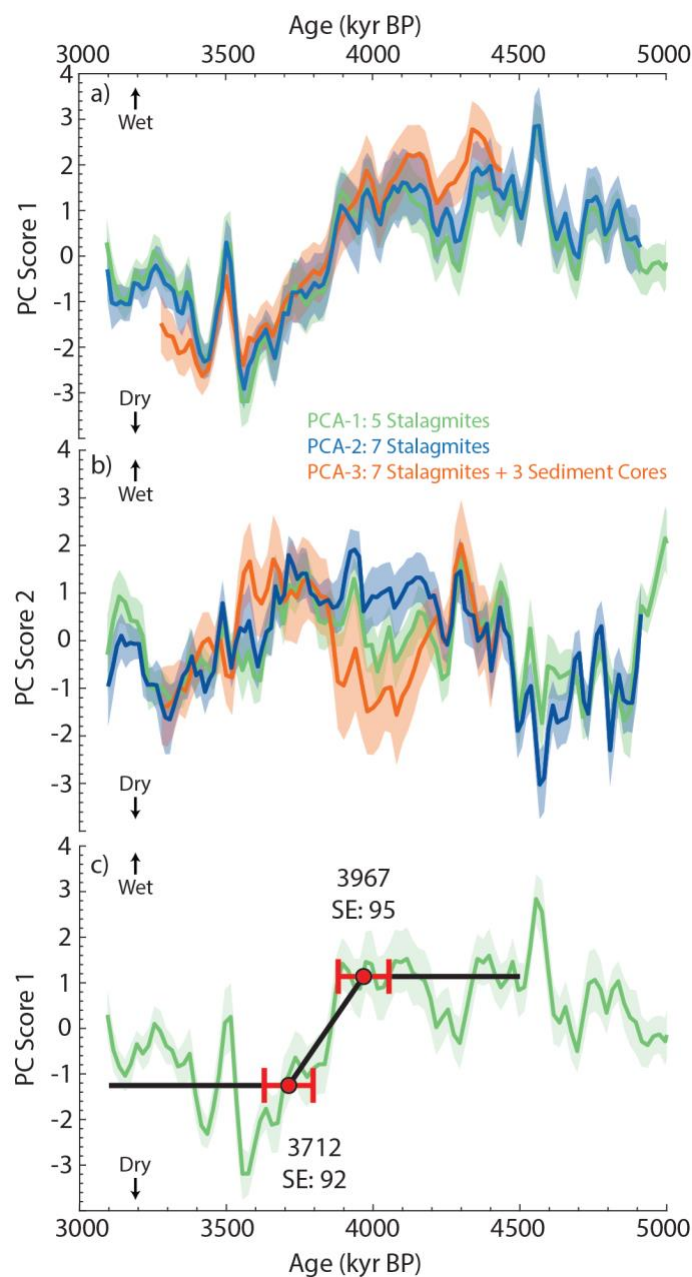 Age (kyr BP)
3000 3500 4000 4500 5000
a)
Wet
4
3
2
1
0
-1
-2
-3
PC Score 1
Dry
PCA-1: 5 Stalagmites
PCA-2: 7 Stalagmites
PCA-3: 7 Stalagmites + 3 Sediment Cores
b)
Wet
4
3
2
1
0
-1
-2
-3
PC Score 2
Dry
c)
Wet
4
3
2
1
0
-1
-2
-3
PC Score 1
3967
SE: 95
3712
SE: 92
Dry
3000 3500 4000 4500 5000
Age (kyr BP)